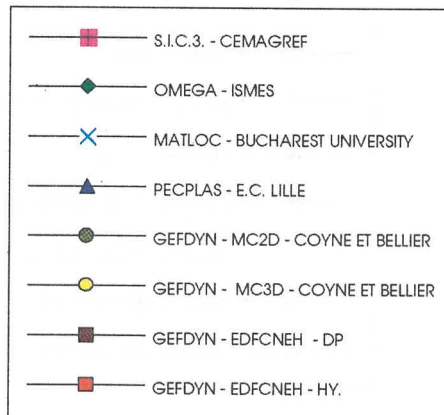 S.I.C.3. - CEMAGREF
OMEGA - ISMES
MATLOC - BUCHAREST UNIVERSITY
PECPLAS - E.C. LILLE
GEFDYN - MC2D - COYNE ET BELLIER
GEFDYN - MC3D - COYNE ET BELLIER
GEFDYN - EDFCNEH - DP
GEFDYN - EDFCNEH - HY.